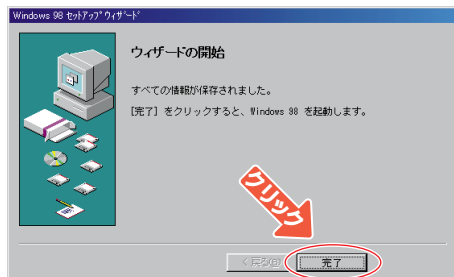 Windows 98 ｾｯﾄｱｯﾌﾟ ｳｨｻﾞｰﾄﾞ
ウィザードの開始
すべての情報が保存されました。
[完了] をクリックすると、Windows 98 を起動します。
クリック
< 戻る(B)
完了